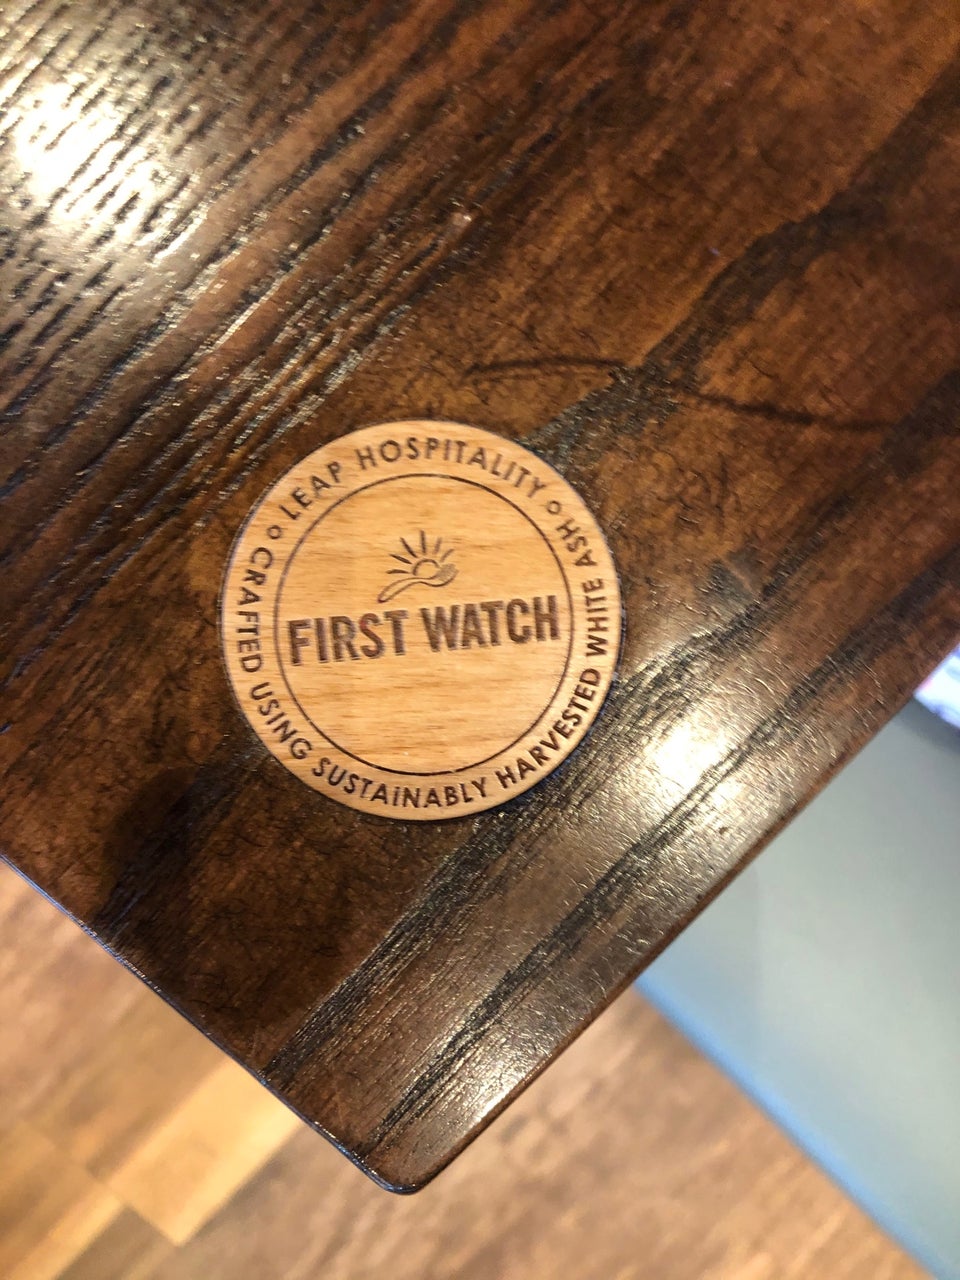 LEAP HOSPITALITY
FIRST WATCH
CRAFTED USING SUSTAINABLY HARVESTED WHITE ASH